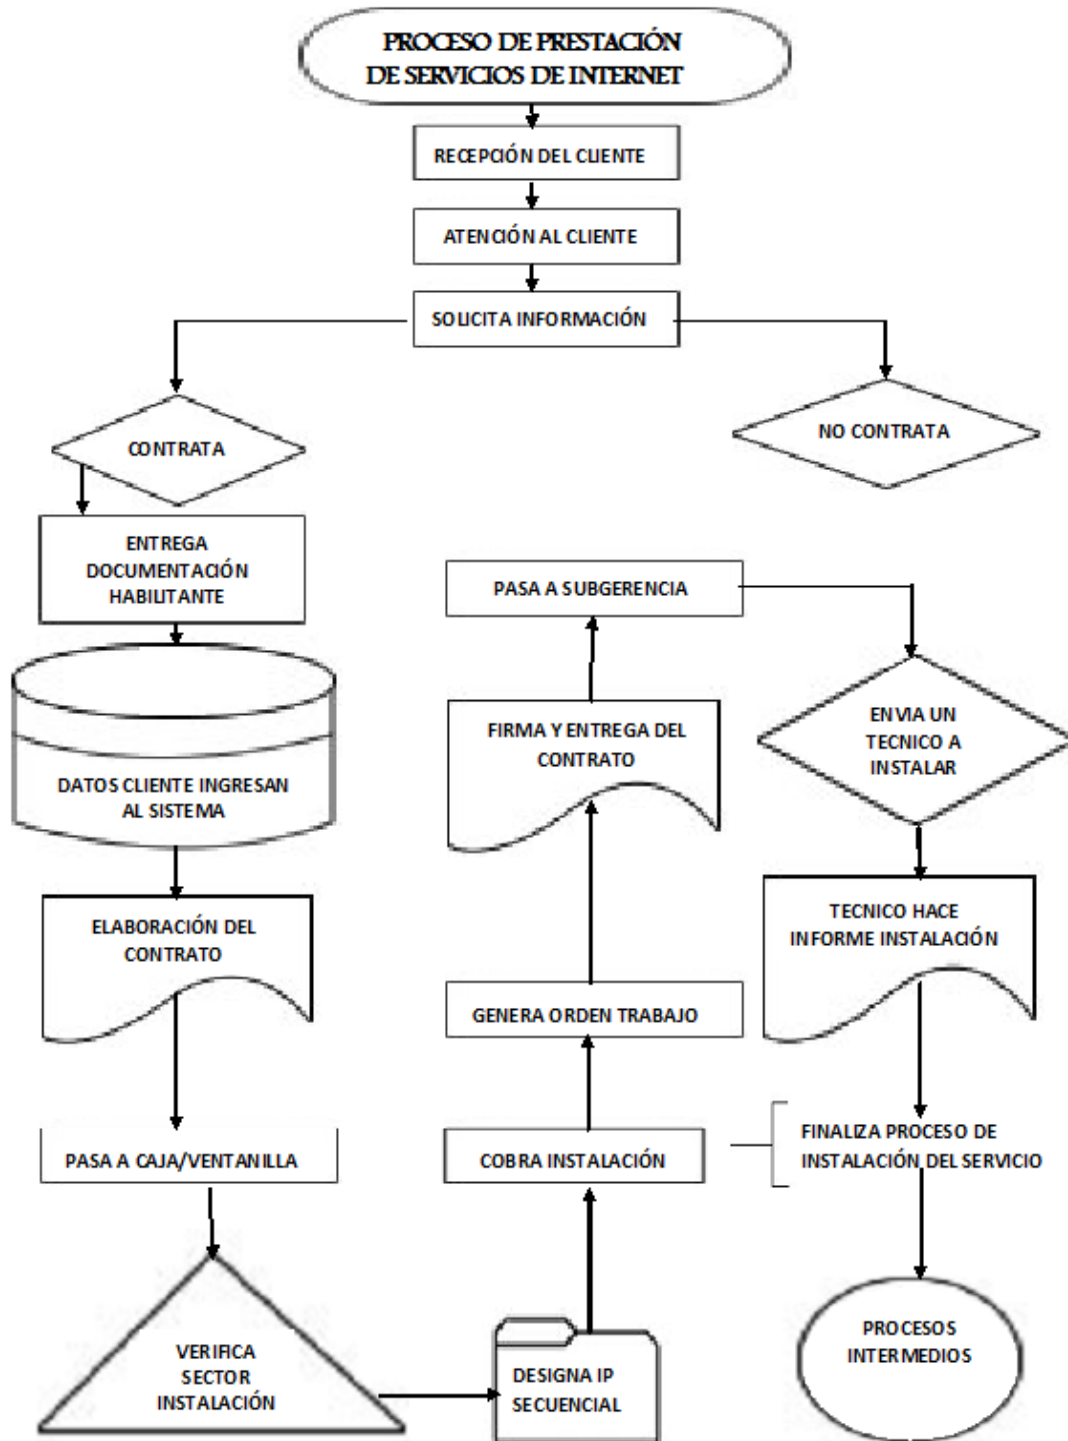 PROCESO DE PRESTACIÓN
DE SERVICIOS DE INTERNET
RECEPCIÓN DEL CLIENTE
ATENCIÓN AL CLIENTE
SOLICITA INFORMACIÓN
CONTRATA
NO CONTRATA
ENTREGA
DOCUMENTACIÓN
HABILITANTE
DATOS CLIENTE INGRESAN
AL SISTEMA
ELABORACIÓN DEL
CONTRATO
PASA A CAJA/VENTANILLA
VERIFICA
SECTOR
INSTALACIÓN
DESIGNA IP
SECUENCIAL
COBRA INSTALACIÓN
GENERA ORDEN TRABAJO
FIRMA Y ENTREGA DEL
CONTRATO
PASA A SUBGERENCIA
ENVIA UN
TECNICO A
INSTALAR
TECNICO HACE
INFORME INSTALACIÓN
FINALIZA PROCESO DE
INSTALACIÓN DEL SERVICIO
PROCESOS
INTERMEDIOS